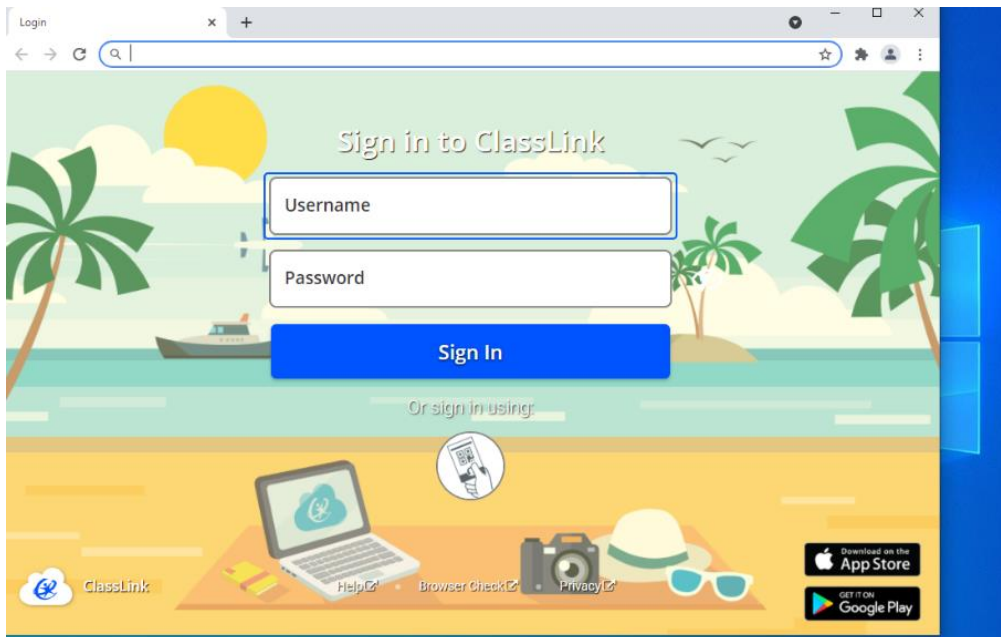 Login
Sign in to ClassLink
Username
Password
Sign In
Or sign in using:
ClassLink
Help
Browser Check
Privacy
Download on the
App Store
GET IT ON
Google Play